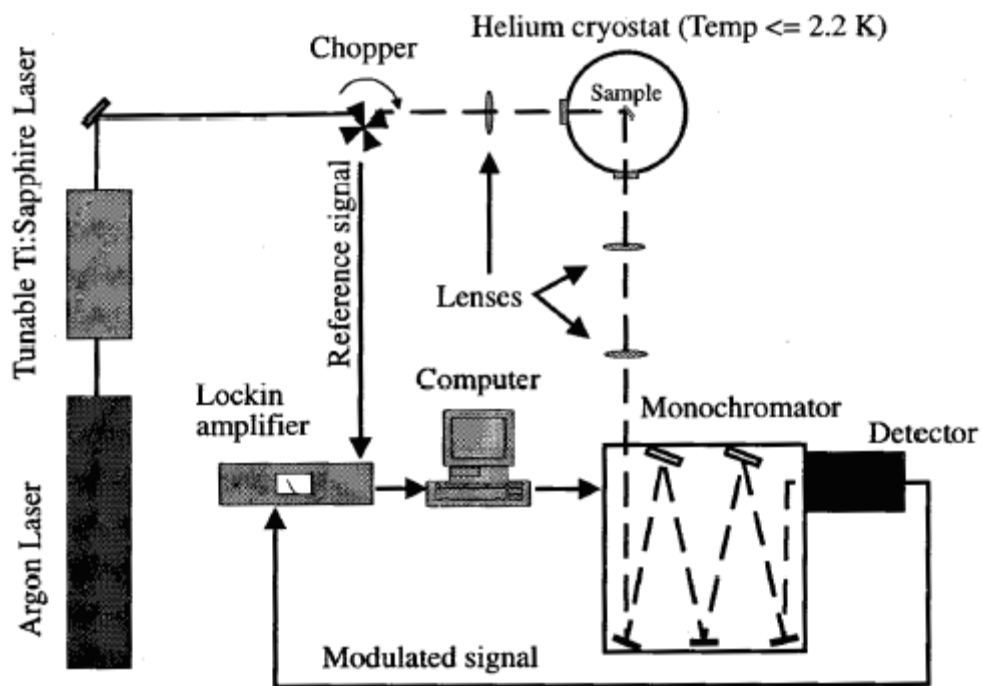 Helium cryostat (Temp <= 2.2 K)
Chopper
Sample
Tunable Ti:Sapphire Laser
Reference signal
Lenses
Computer
Lockin
amplifier
Monochromator
Detector
Argon Laser
Modulated signal